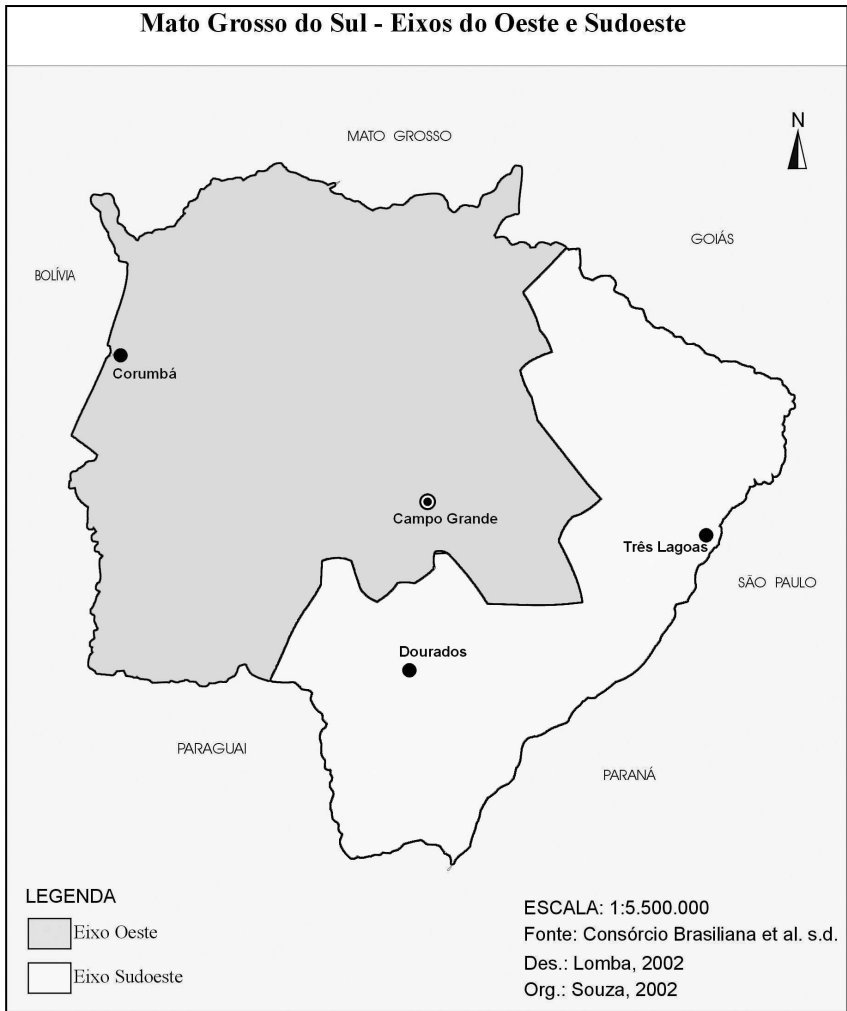 Mato Grosso do Sul - Eixos do Oeste e Sudoeste
N
MATO GROSSO
GOIÁS
BOLÍVIA
Corumbá
Campo Grande
Três Lagoas
SÃO PAULO
Dourados
PARAGUAI
PARANÁ
LEGENDA
Eixo Oeste
Eixo Sudoeste
ESCALA: 1:5.500.000
Fonte: Consórcio Brasiliana et al. s.d.
Des.: Lomba, 2002
Org.: Souza, 2002